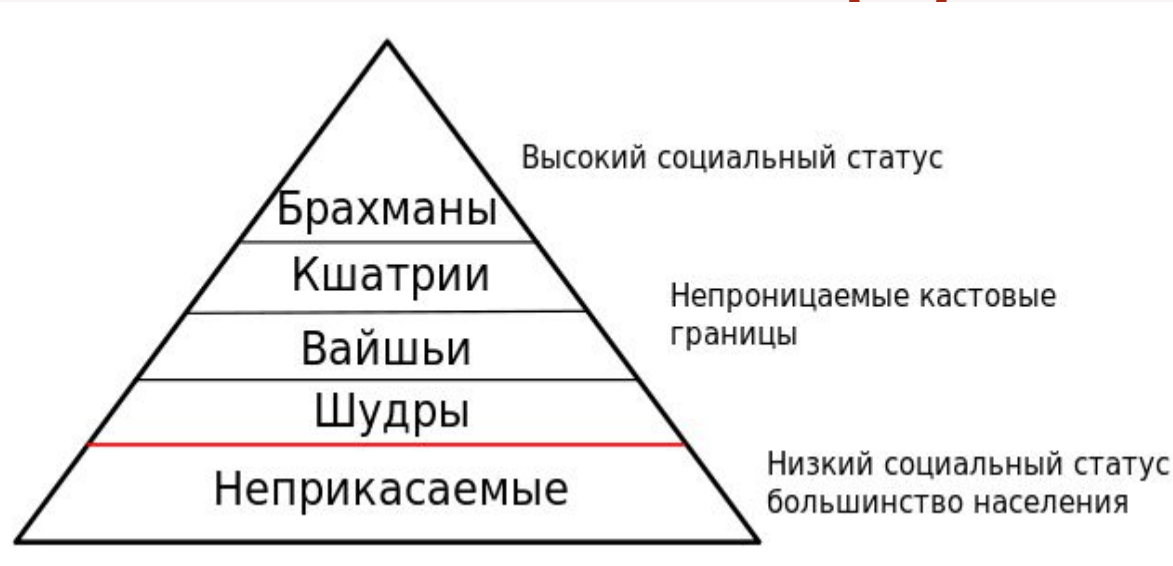 Высокий социальный статус
Брахманы
Кшатрии
Непроницаемые кастовые
границы
Вайшьи
Шудры
Неприкасаемые
Низкий социальный статус
большинство населения